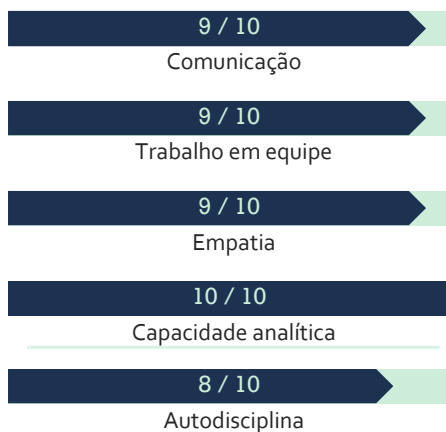 9 / 10
Comunicação
9 / 10
Trabalho em equipe
9 / 10
Empatia
10 / 10
Capacidade analítica
8 / 10
Autodisciplina